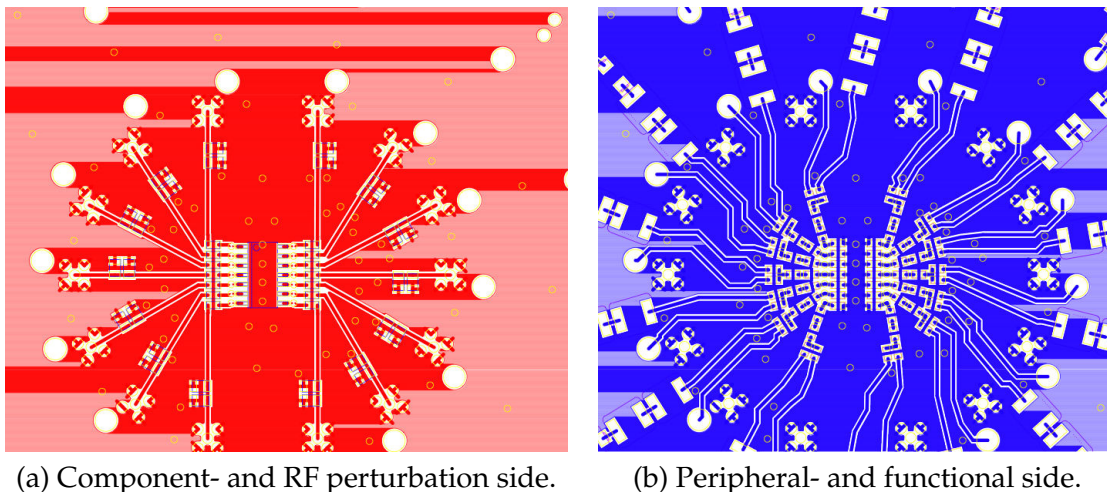 (a) Component- and RF perturbation side.
(b) Peripheral- and functional side.